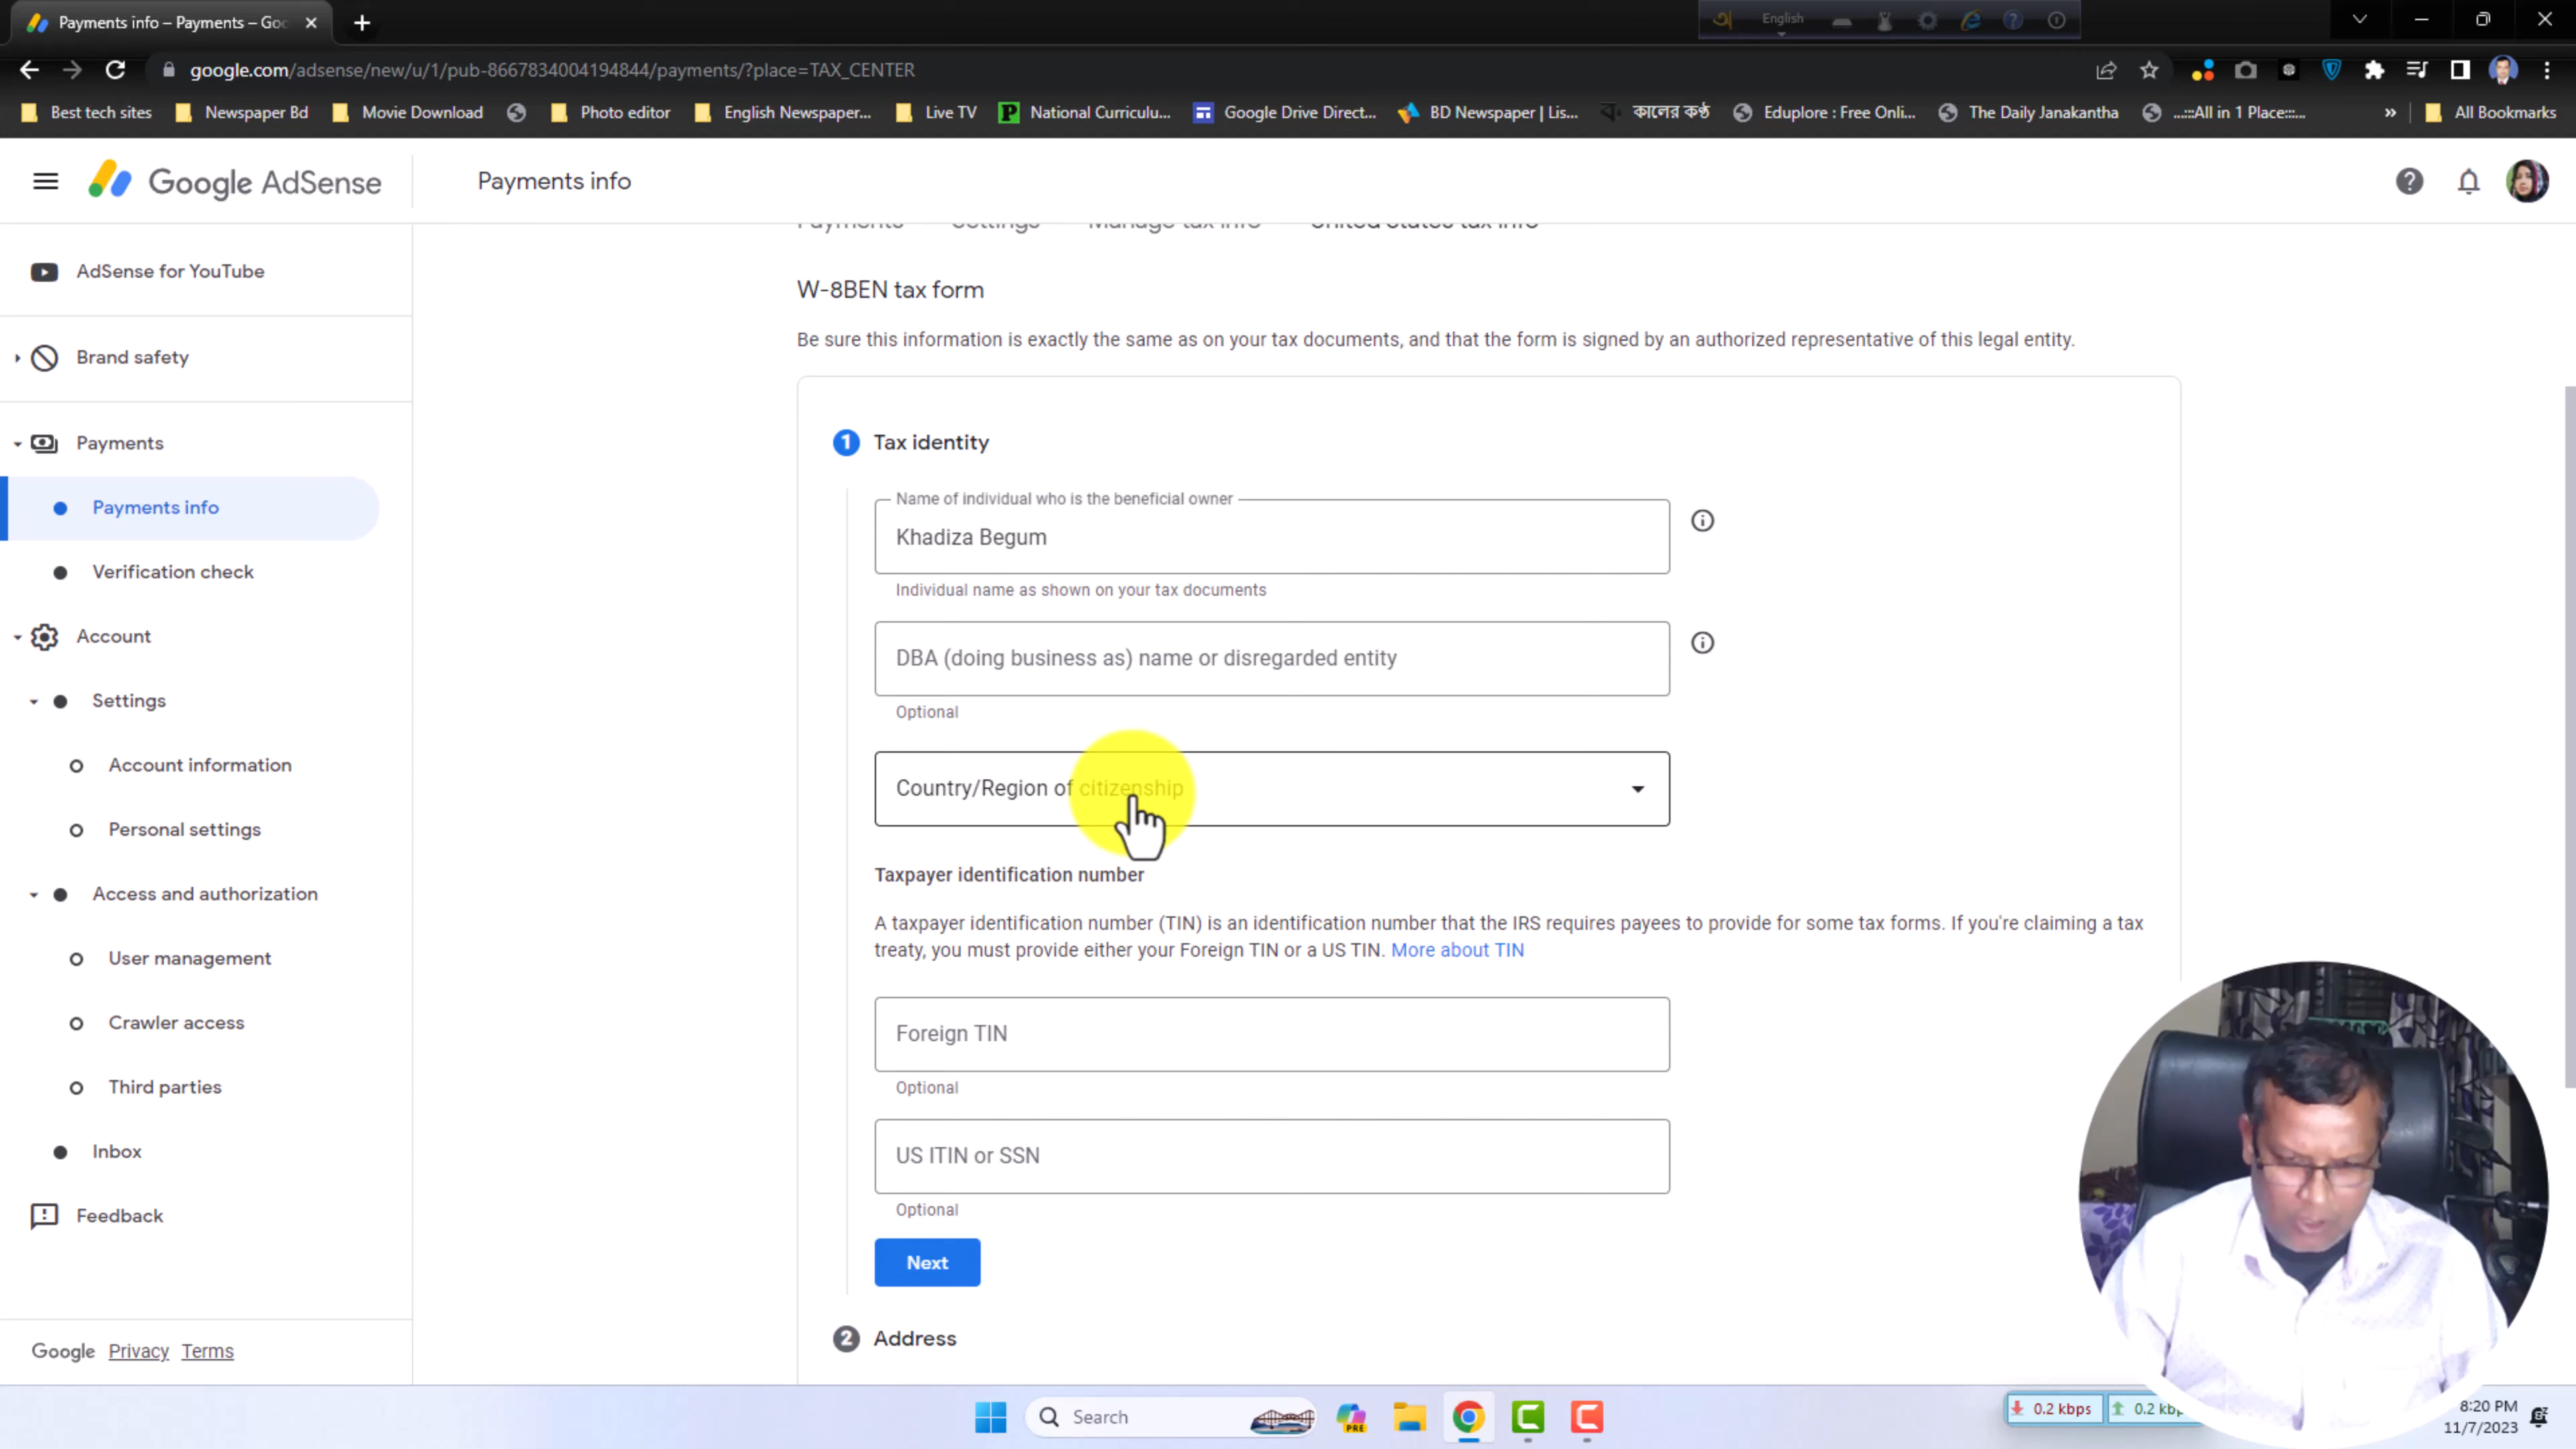 Payments info – Payments – Goo
English
google.com/adsense/new/u/1/pub-8667834004194844/payments/?place=TAX_CENTER
Best tech sites
Newspaper Bd
Movie Download
Photo editor
English Newspaper...
Live TV
National Curriculu...
Google Drive Direct...
BD Newspaper | Lis...
কালের কণ্ঠ
Eduplore : Free Onli...
The Daily Janakantha
..:::All in 1 Place:::...
»
All Bookmarks
Google AdSense
Payments info
Payments
Settings
Manage tax info
United States tax info
AdSense for YouTube
Brand safety
Payments
Payments info
Verification check
Account
Settings
Account information
Personal settings
Access and authorization
User management
Crawler access
Third parties
Inbox
Feedback
Google Privacy Terms
W-8BEN tax form
Be sure this information is exactly the same as on your tax documents, and that the form is signed by an authorized representative of this legal entity.
1 Tax identity
Name of individual who is the beneficial owner
Khadiza Begum
Individual name as shown on your tax documents
DBA (doing business as) name or disregarded entity
Optional
Country/Region of citizenship
Taxpayer identification number
A taxpayer identification number (TIN) is an identification number that the IRS requires payees to provide for some tax forms. If you're claiming a tax
treaty, you must provide either your Foreign TIN or a US TIN. More about TIN
Foreign TIN
Optional
US ITIN or SSN
Optional
Next
2 Address
Search
PRE
0.2 kbps
0.2 kbp
8:20 PM
11/7/2023